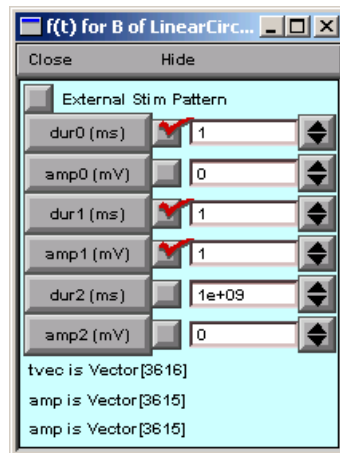 f(t) for B of LinearCirc...
Close Hide
External Stim Pattern
dur0 (ms) 1
amp0 (mV) 0
dur1 (ms) 1
amp1 (mV) 1
dur2 (ms) 1e+09
amp2 (mV) 0
tvec is Vector[3616]
amp is Vector[3615]
amp is Vector[3615]